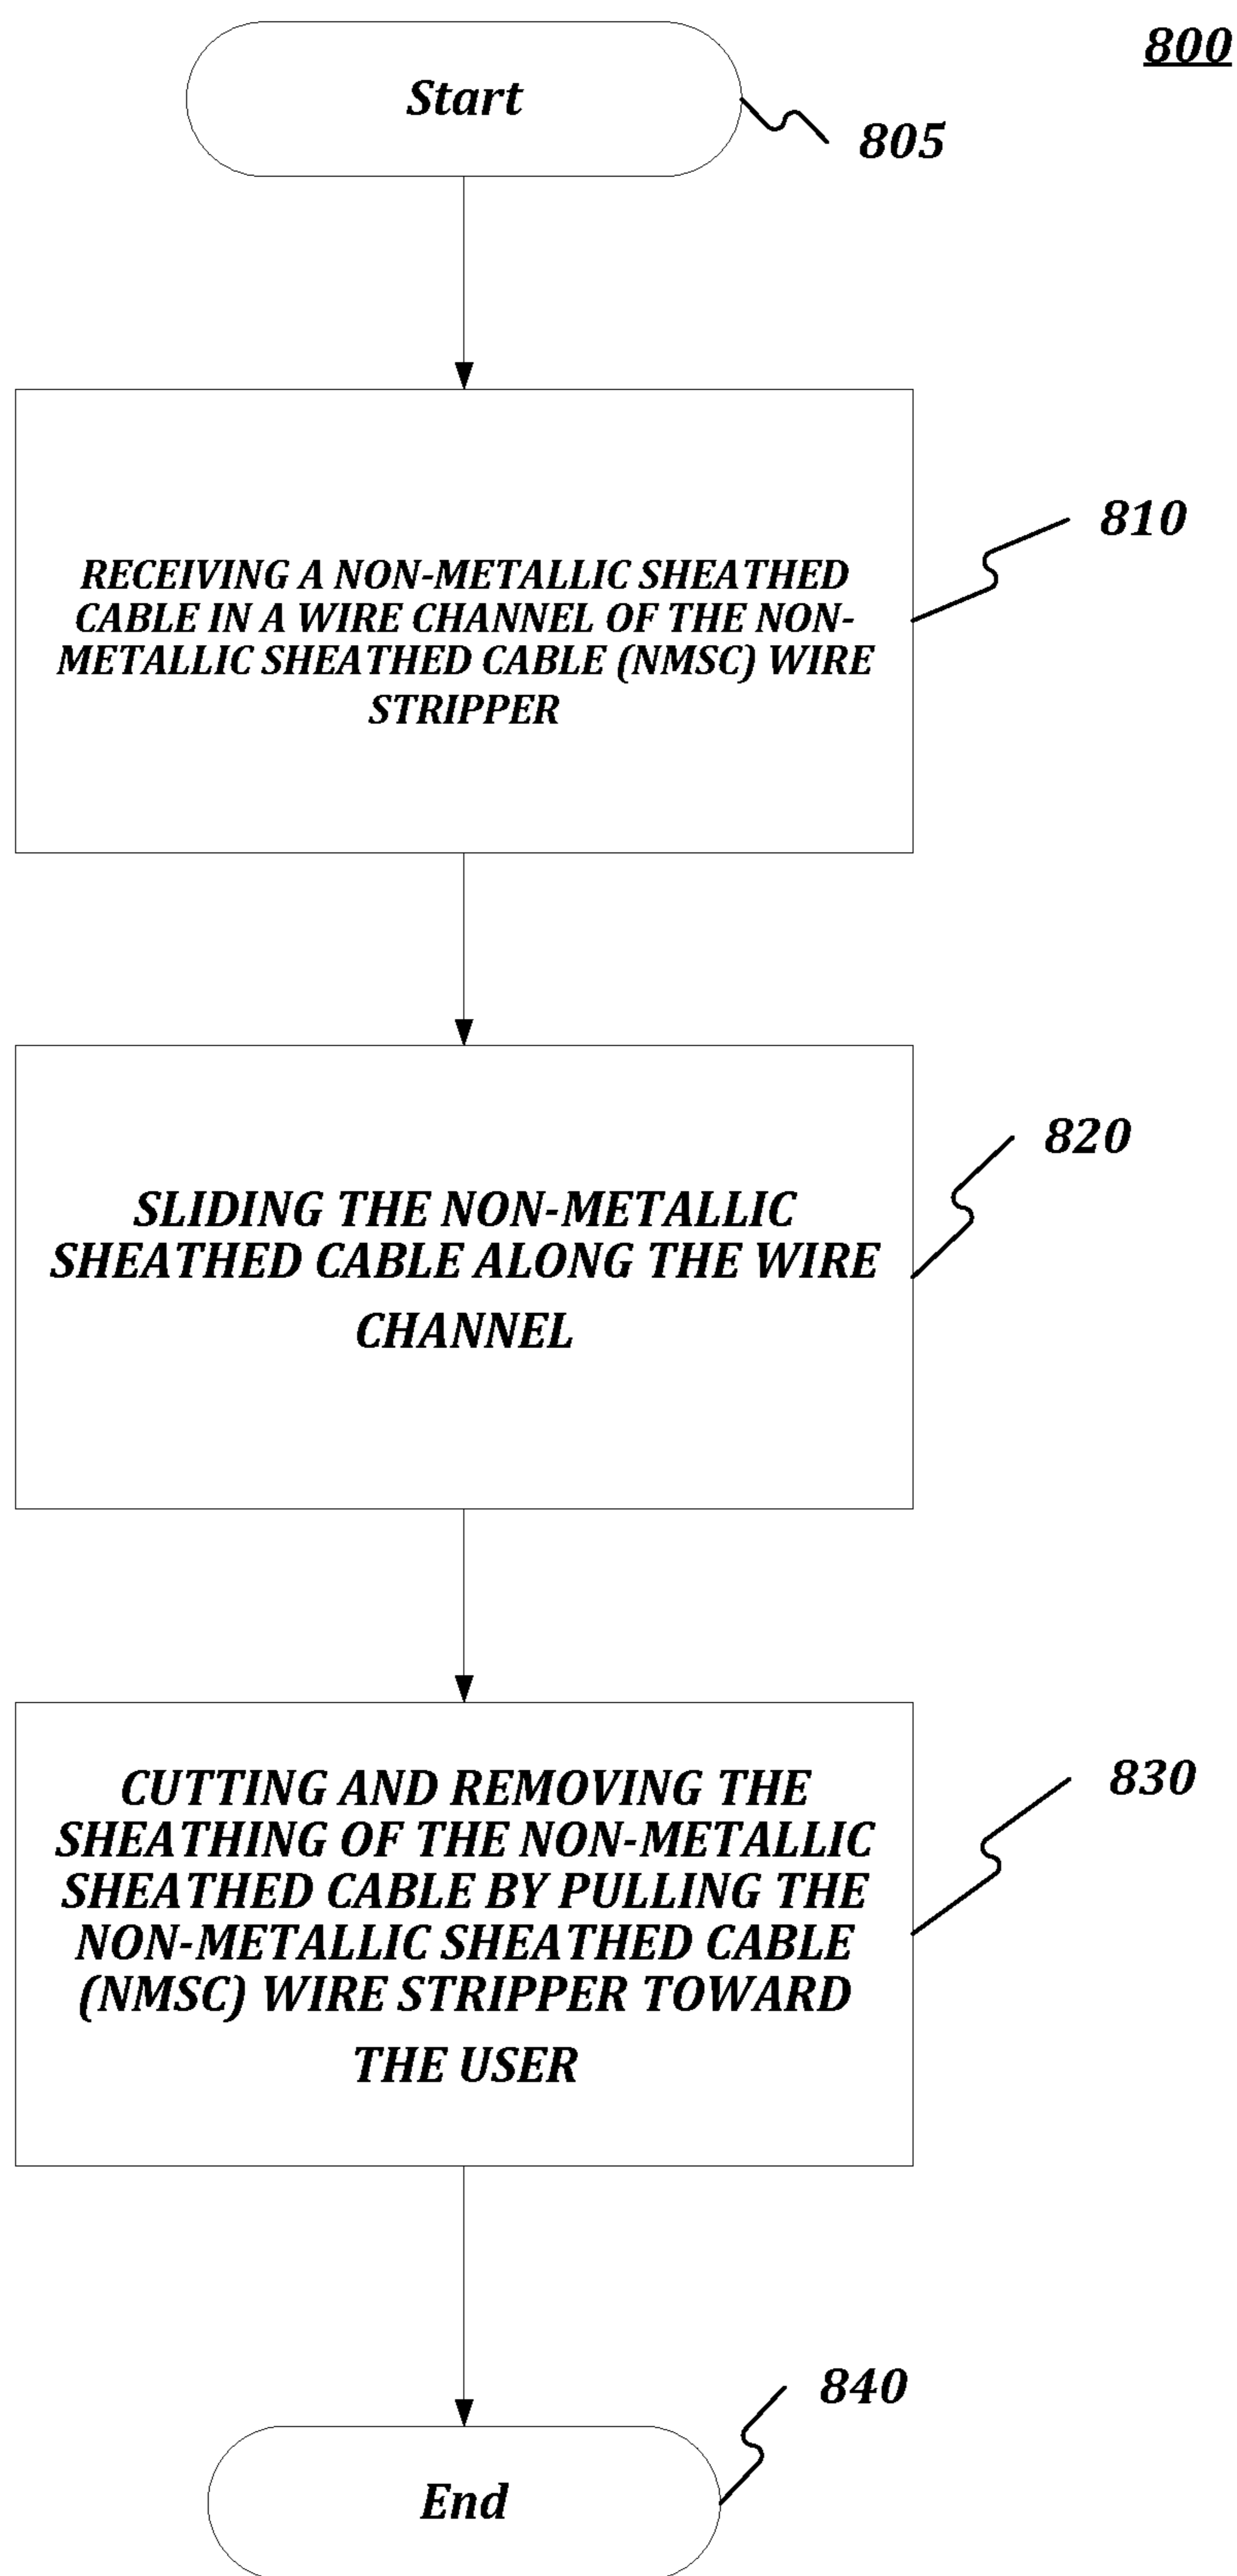 800
Start
805
RECEIVING A NON-METALLIC SHEATHED
CABLE IN A WIRE CHANNEL OF THE NON-
METALLIC SHEATHED CABLE (NMSC) WIRE
STRIPPER
810
SLIDING THE NON-METALLIC
SHEATHED CABLE ALONG THE WIRE
CHANNEL
820
CUTTING AND REMOVING THE
SHEATHING OF THE NON-METALLIC
SHEATHED CABLE BY PULLING THE
NON-METALLIC SHEATHED CABLE
(NMSC) WIRE STRIPPER TOWARD
THE USER
830
End
840